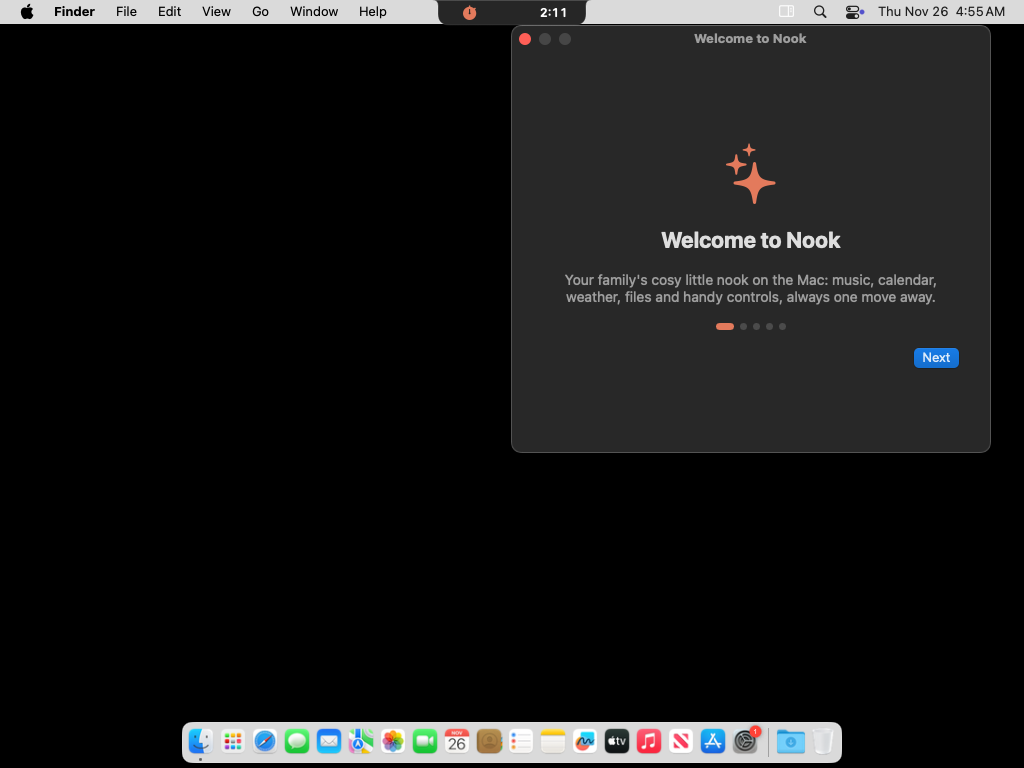 Finder File Edit View Go Window Help 2:11 Thu Nov 26 4:55 AM
Welcome to Nook
Welcome to Nook
Your family's cosy little nook on the Mac: music, calendar,
weather, files and handy controls, always one move away.
Next
NOV
26
tv
1